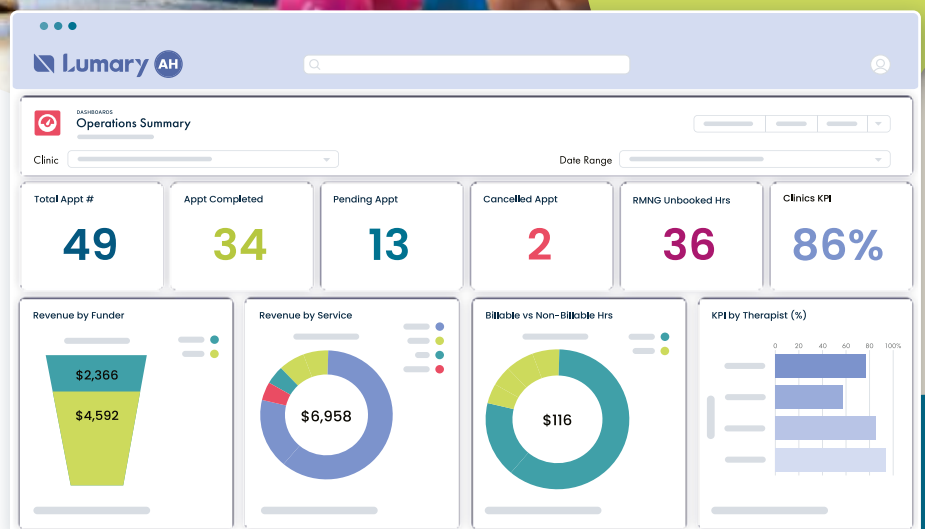 Lumary AH
DASHBOARDS
Operations Summary
Clinic
Date Range
Total Appt #
49
Appt Completed
34
Pending Appt
13
Cancelled Appt
2
RMNG Unbooked Hrs
36
Clinics KPI
86%
Revenue by Funder
$2,366
$4,592
Revenue by Service
$6,958
Billable vs Non-Billable Hrs
$116
KPI by Therapist (%)
0 20 40 60 80 100%